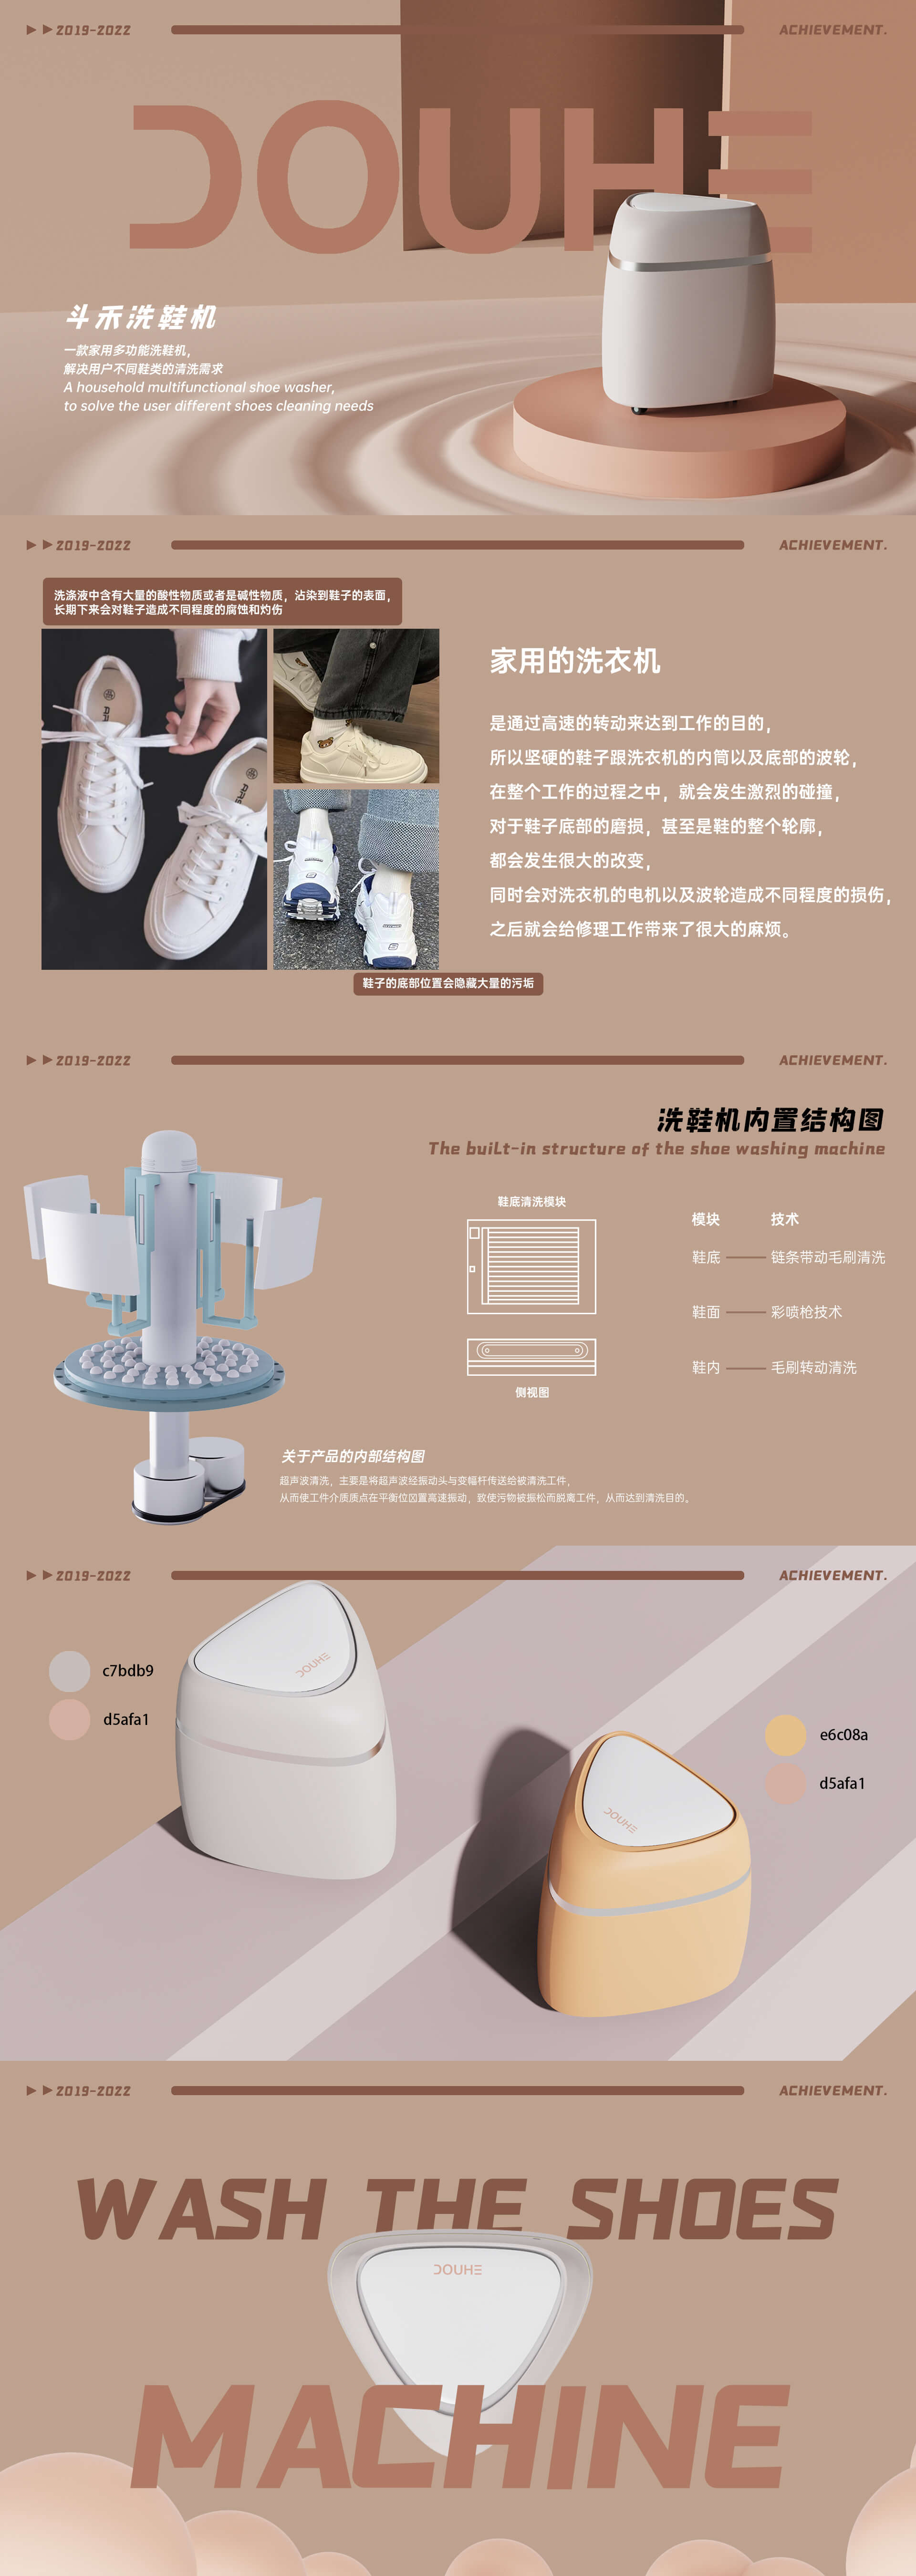 2019-2022
ACHIEVEMENT.
DOUHE
斗禾洗鞋机
一款家用多功能洗鞋机，
解决用户不同鞋类的清洗需求
A household multifunctional shoe washer,
to solve the user different shoes cleaning needs
2019-2022
ACHIEVEMENT.
洗涤液中含有大量的酸性物质或者是碱性物质，沾染到鞋子的表面，
长期下来会对鞋子造成不同程度的腐蚀和灼伤
家用的洗衣机
是通过高速的转动来达到工作的目的，
所以坚硬的鞋子跟洗衣机的内筒以及底部的波轮，
在整个工作的过程之中，就会发生激烈的碰撞，
对于鞋子底部的磨损，甚至是鞋的整个轮廓，
都会发生很大的改变，
同时会对洗衣机的电机以及波轮造成不同程度的损伤，
之后就会给修理工作带来了很大的麻烦。
鞋子的底部位置会隐藏大量的污垢
2019-2022
ACHIEVEMENT.
洗鞋机内置结构图
The built-in structure of the shoe washing machine
鞋底清洗模块
侧视图
模块 技术
鞋底 链条带动毛刷清洗
鞋面 彩喷枪技术
鞋内 毛刷转动清洗
关于产品的内部结构图
超声波清洗，主要是将超声波经振动头与变幅杆传送给被清洗工件，
从而使工件介质质点在平衡位囟置高速振动，致使污物被振松而脱离工件，从而达到清洗目的。
2019-2022
ACHIEVEMENT.
c7bdb9
d5afa1
DOUHE
e6c08a
d5afa1
DOUHE
2019-2022
ACHIEVEMENT.
WASH THE SHOES
DOUHE
MACHINE